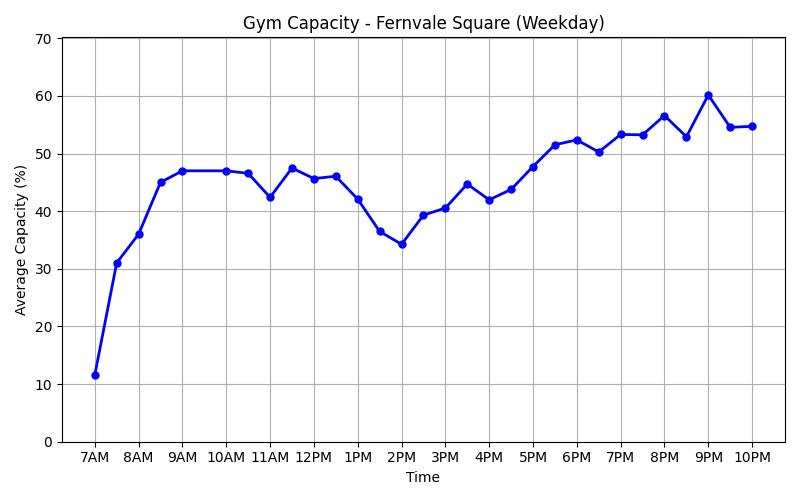 Gym Capacity - Fernvale Square (Weekday)
Average Capacity (%)
70
60
50
40
30
20
10
0
7AM 8AM 9AM 10AM 11AM 12PM 1PM 2PM 3PM 4PM 5PM 6PM 7PM 8PM 9PM 10PM
Time